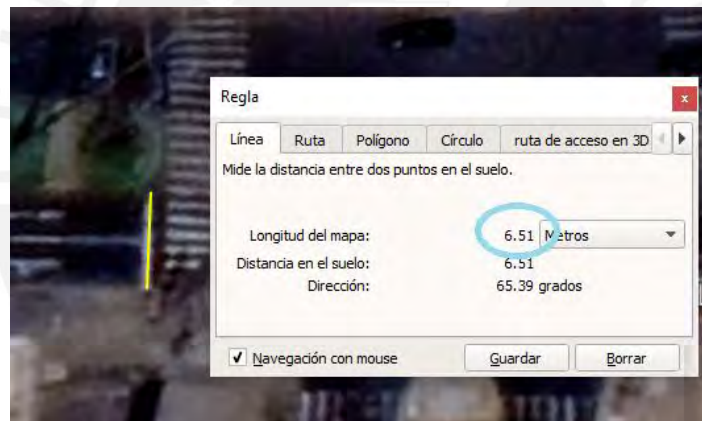 Regla
x
Línea Ruta Polígono Círculo ruta de acceso en 3D
Mide la distancia entre dos puntos en el suelo.
Longitud del mapa: 6.51 Metros
Distancia en el suelo: 6.51
Dirección: 65.39 grados
Navegación con mouse Guardar Borrar